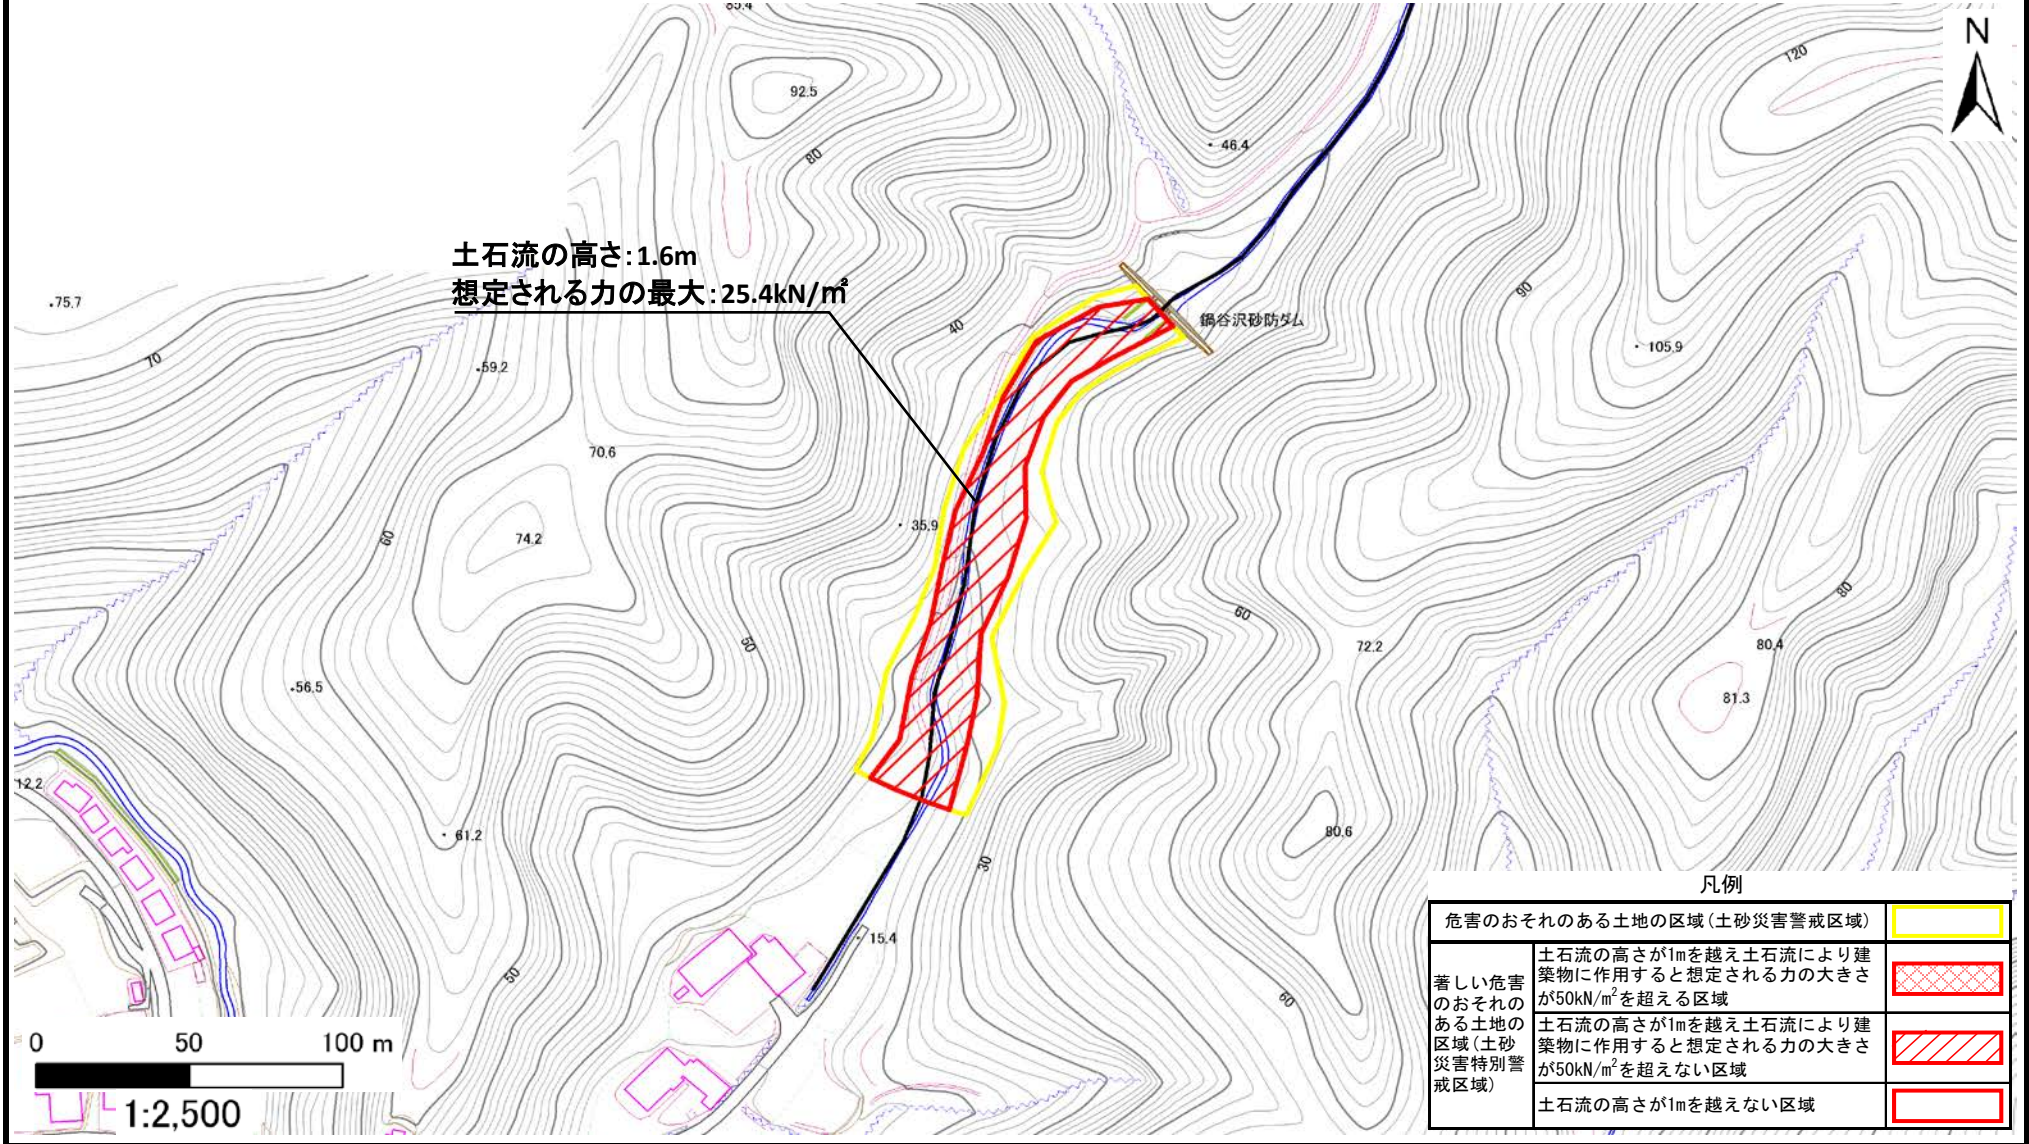 85.4
N
120
92.5
80
46.4
土石流の高さ:1.6m
想定される力の最大:25.4kN/㎡
75.7
90
40
鍋谷沢砂防ダム
105.9
70
59.2
70.6
35.9
60
74.2
80
60
50
72.2
80.4
56.5
81.3
12.2
61.2
80.6
30
15.4
50
60
0 50 100 m
1:2,500
凡例
危害のおそれのある土地の区域(土砂災害警戒区域)
著しい危害
のおそれの
ある土地の
区域(土砂
災害特別警
戒区域)
土石流の高さが1mを越え土石流により建
築物に作用すると想定される力の大きさ
が50kN/m²を超える区域
土石流の高さが1mを越え土石流により建
築物に作用すると想定される力の大きさ
が50kN/m²を超えない区域
土石流の高さが1mを越えない区域